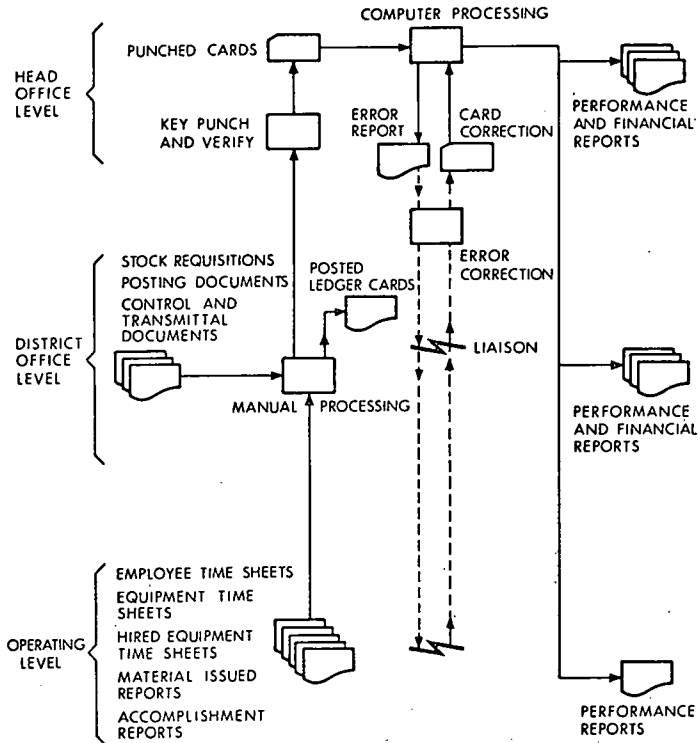 COMPUTER PROCESSING
HEAD
OFFICE
LEVEL
PUNCHED CARDS
KEY PUNCH
AND VERIFY
ERROR
REPORT
CARD
CORRECTION
PERFORMANCE
AND FINANCIAL
REPORTS
ERROR
CORRECTION
DISTRICT
OFFICE
LEVEL
STOCK REQUISITIONS
POSTING DOCUMENTS
CONTROL AND
TRANSMITTAL
DOCUMENTS
POSTED
LEDGER CARDS
LIAISON
MANUAL PROCESSING
PERFORMANCE
AND FINANCIAL
REPORTS
OPERATING
LEVEL
EMPLOYEE TIME SHEETS
EQUIPMENT TIME
SHEETS
HIRED EQUIPMENT
TIME SHEETS
MATERIAL ISSUED
REPORTS
ACCOMPLISHMENT
REPORTS
PERFORMANCE
REPORTS